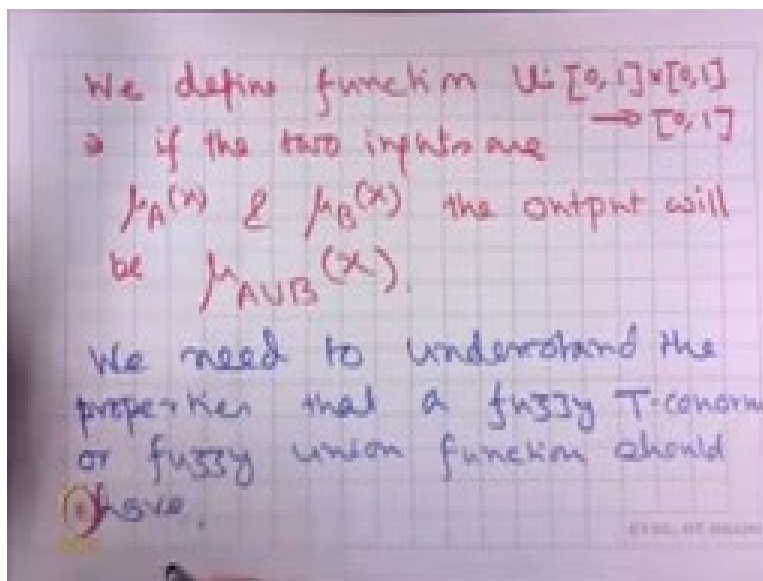 We define function U: [0,1]×[0,1]
→ [0,1]
∋ if the two inputs are
μA(x) & μB(x) the output will
be μA∪B(x).
We need to understand the
properties that a fuzzy T-conorm
or fuzzy union function should
have.